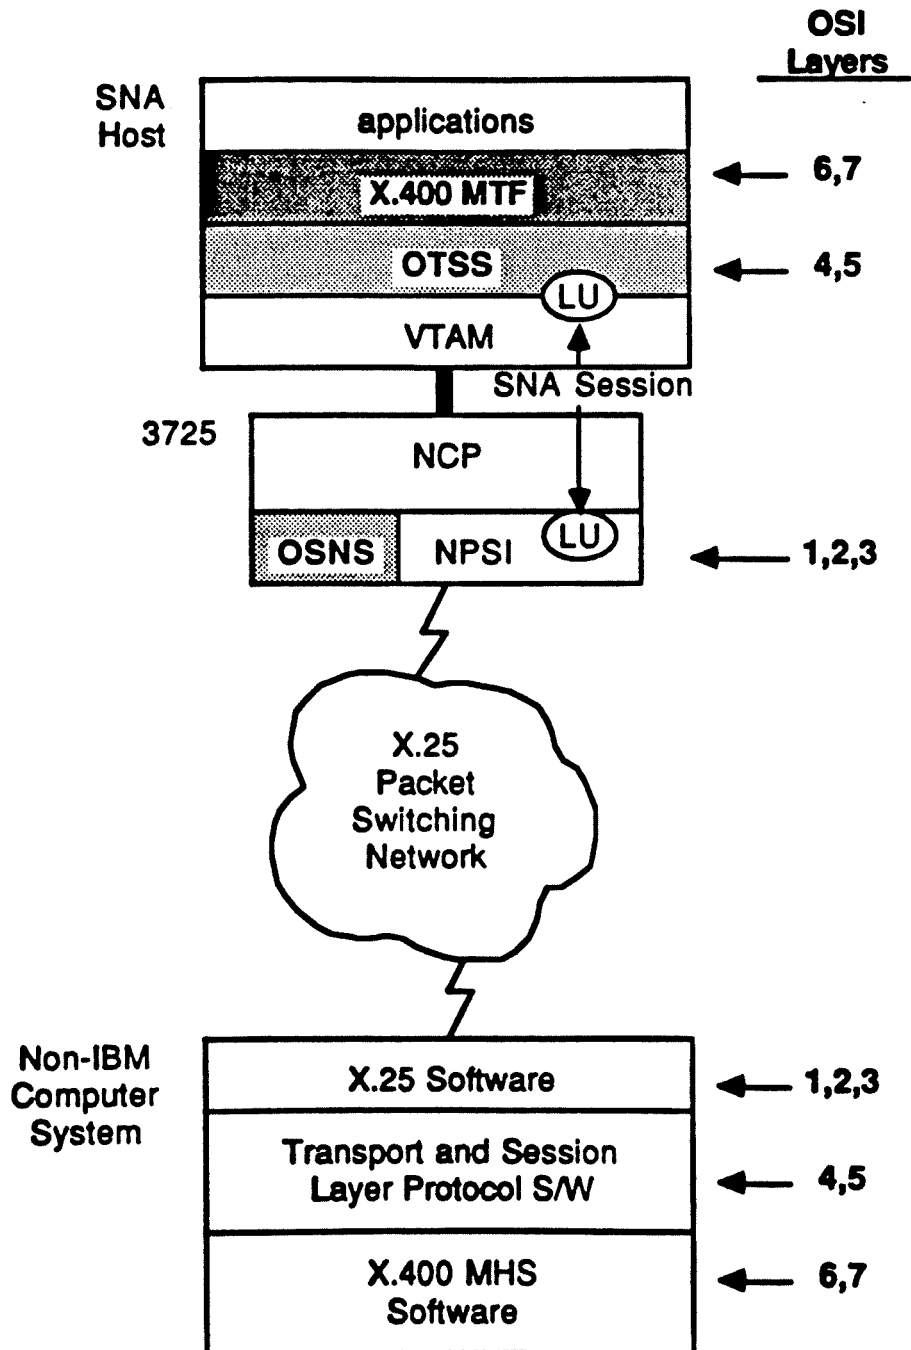 OSI
Layers
SNA
Host
applications
X.400 MTF
6,7
OTSS
4,5
LU
VTAM
SNA Session
3725
NCP
OSNS
NPSI
LU
1,2,3
X.25
Packet
Switching
Network
Non-IBM
Computer
System
X.25 Software
1,2,3
Transport and Session
Layer Protocol S/W
4,5
X.400 MHS
Software
6,7